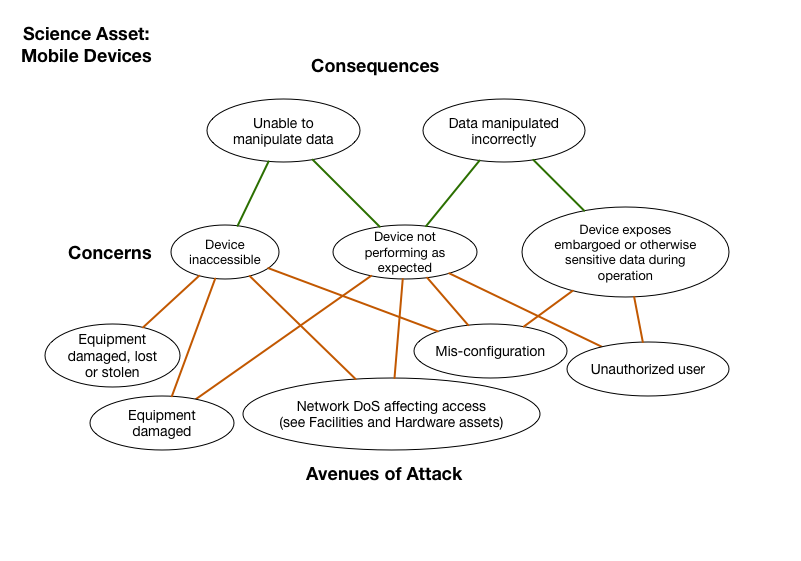 Science Asset:
Mobile Devices
Consequences
Unable to
manipulate data
Data manipulated
incorrectly
Concerns
Device
inaccessible
Device not
performing as
expected
Device exposes
embargoed or otherwise
sensitive data during
operation
Equipment
damaged, lost
or stolen
Mis-configuration
Unauthorized user
Equipment
damaged
Network DoS affecting access
(see Facilities and Hardware assets)
Avenues of Attack